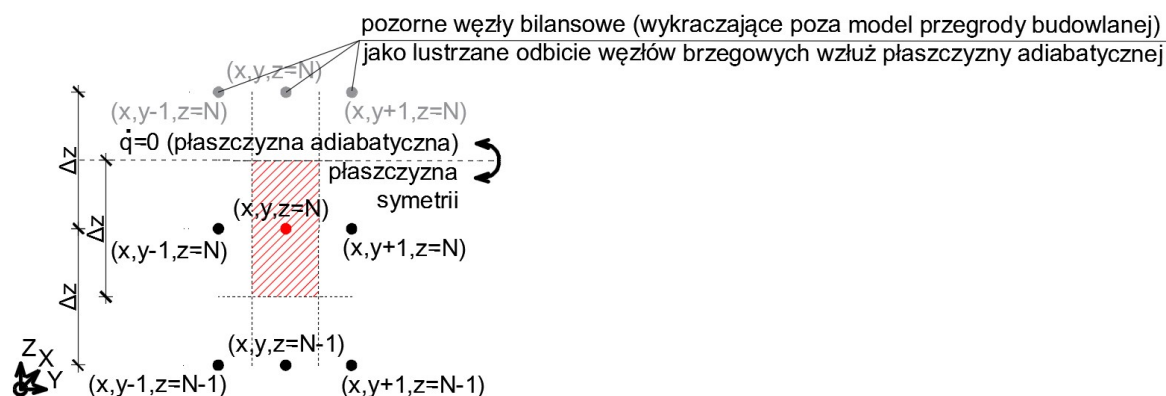 pozorne węzły bilansowe (wykraczające poza model przegrody budowlanej)
jako lustrzane odbicie węzłów brzegowych wzłuż płaszczyzny adiabatycznej
(x,y,z=N)
(x,y-1,z=N)
(x,y+1,z=N)
q̇=0 (płaszczyzna adiabatyczna)
płaszczyzna
symetrii
Δz
Δz
Δz
(x,y,z=N)
(x,y-1,z=N)
(x,y+1,z=N)
(x,y,z=N-1)
(x,y-1,z=N-1)
(x,y+1,z=N-1)
Z
X
Y